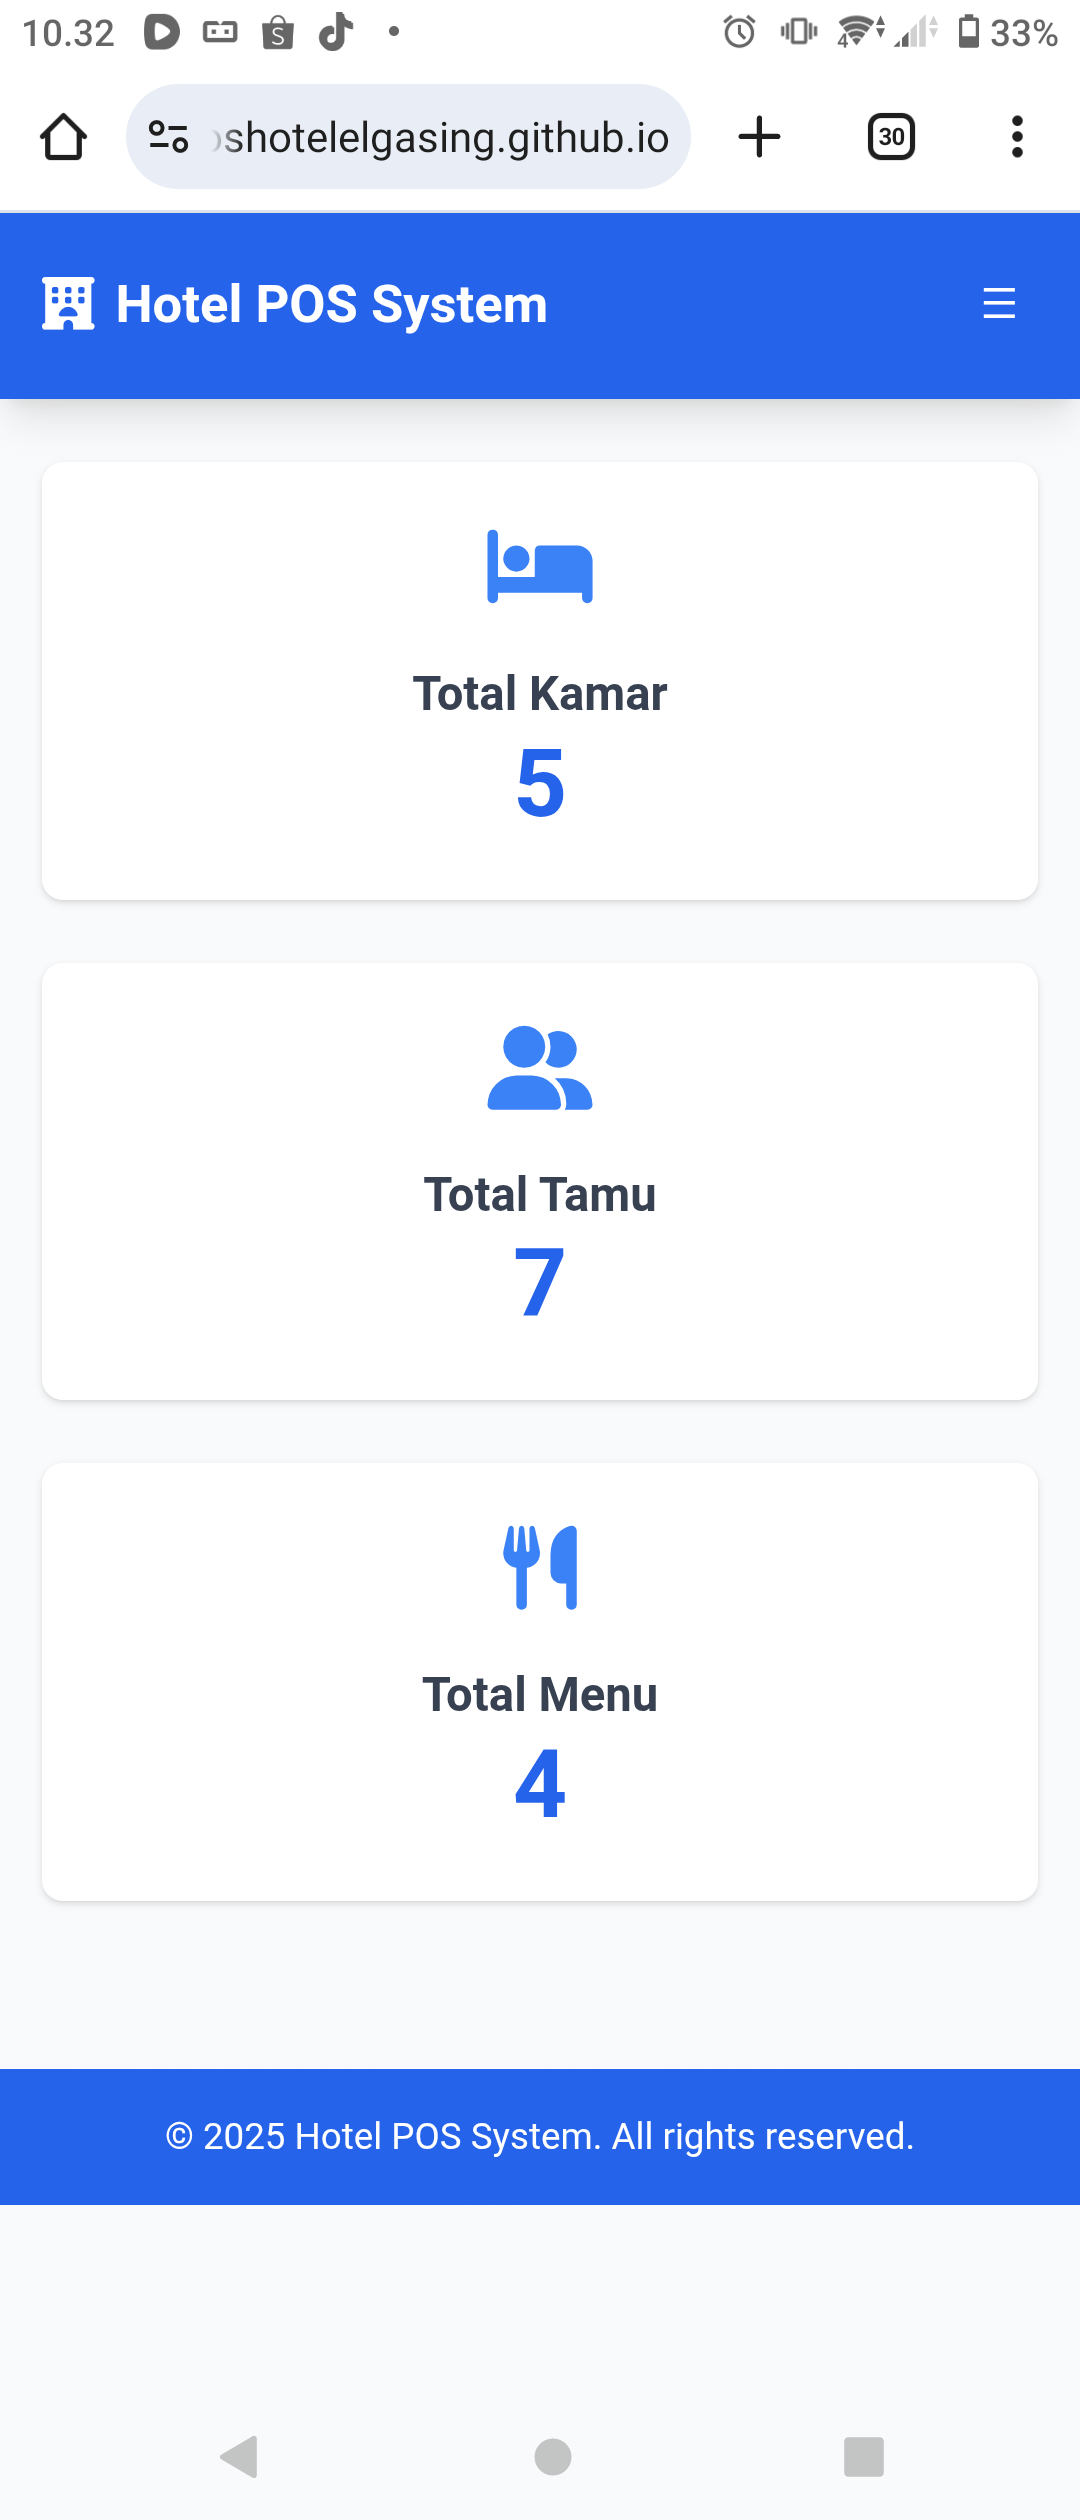 10.32
33%
shotelelgasing.github.io
30
Hotel POS System
Total Kamar
5
Total Tamu
7
Total Menu
4
© 2025 Hotel POS System. All rights reserved.